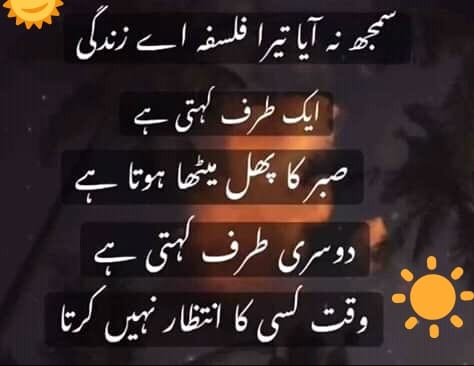 سمجھ نہ آیا تیرا فلسفہ اے زندگی
ایک طرف کہتی ہے
صبر کا پھل میٹھا ہوتا ہے
دوسری طرف کہتی ہے
وقت کسی کا انتظار نہیں کرتا